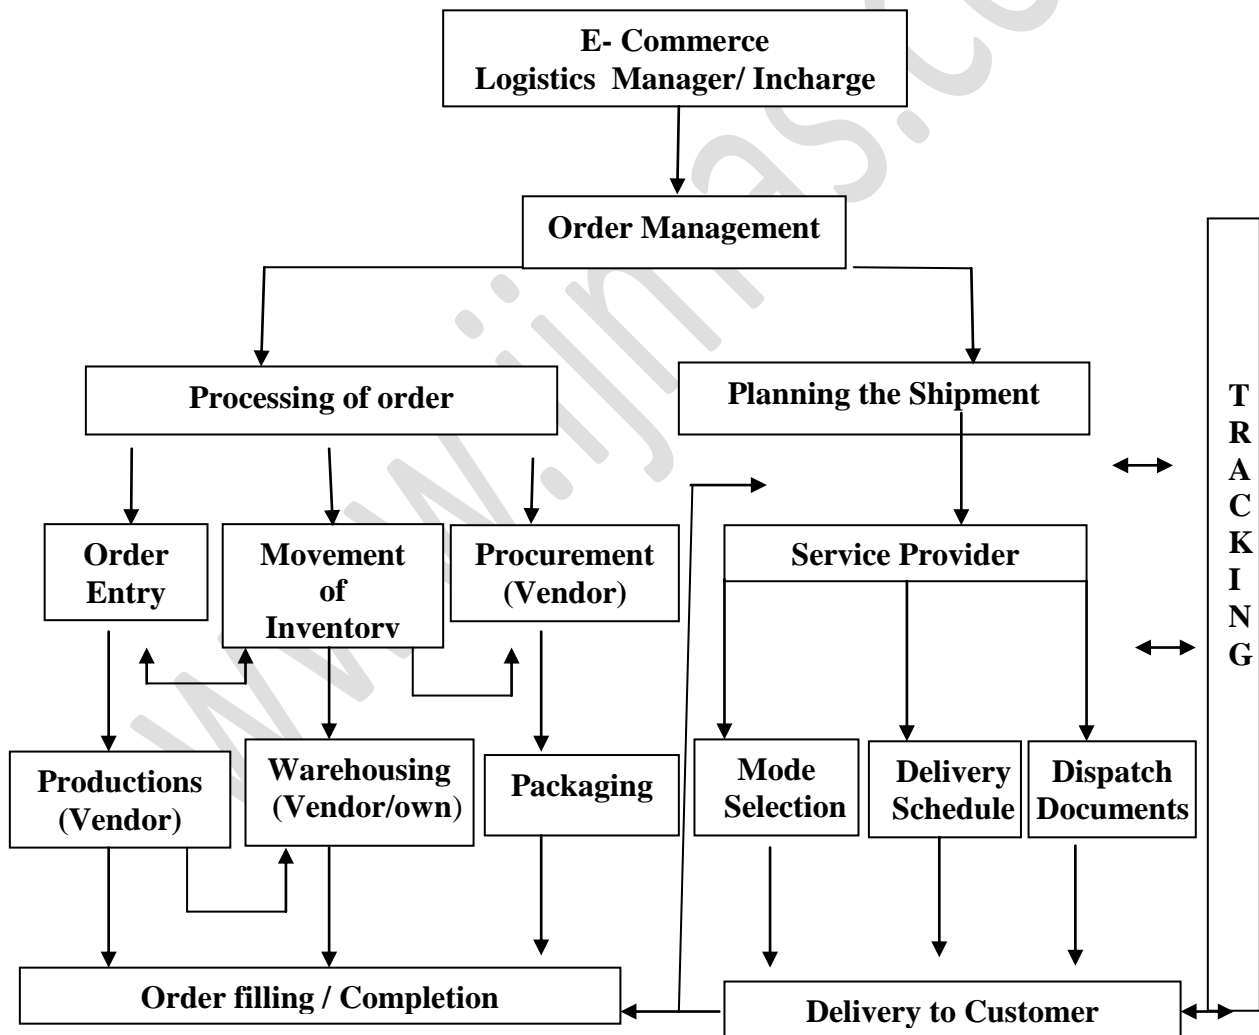 E- Commerce
Logistics Manager/ Incharge
Order Management
Processing of order
Planning the Shipment
T
R
A
C
K
I
N
G
Order
Entry
Movement
of
Inventory
Procurement
(Vendor)
Service Provider
Productions
(Vendor)
Warehousing
(Vendor/own)
Packaging
Mode
Selection
Delivery
Schedule
Dispatch
Documents
Order filling / Completion
Delivery to Customer